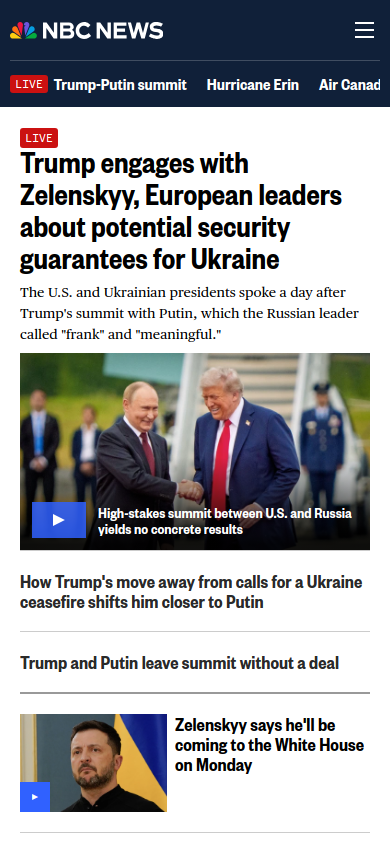 NBC NEWS
LIVE Trump-Putin summit Hurricane Erin Air Canad
LIVE
Trump engages with
Zelenskyy, European leaders
about potential security
guarantees for Ukraine
The U.S. and Ukrainian presidents spoke a day after
Trump's summit with Putin, which the Russian leader
called "frank" and "meaningful."
High-stakes summit between U.S. and Russia
yields no concrete results
How Trump's move away from calls for a Ukraine
ceasefire shifts him closer to Putin
Trump and Putin leave summit without a deal
Zelenskyy says he'll be
coming to the White House
on Monday